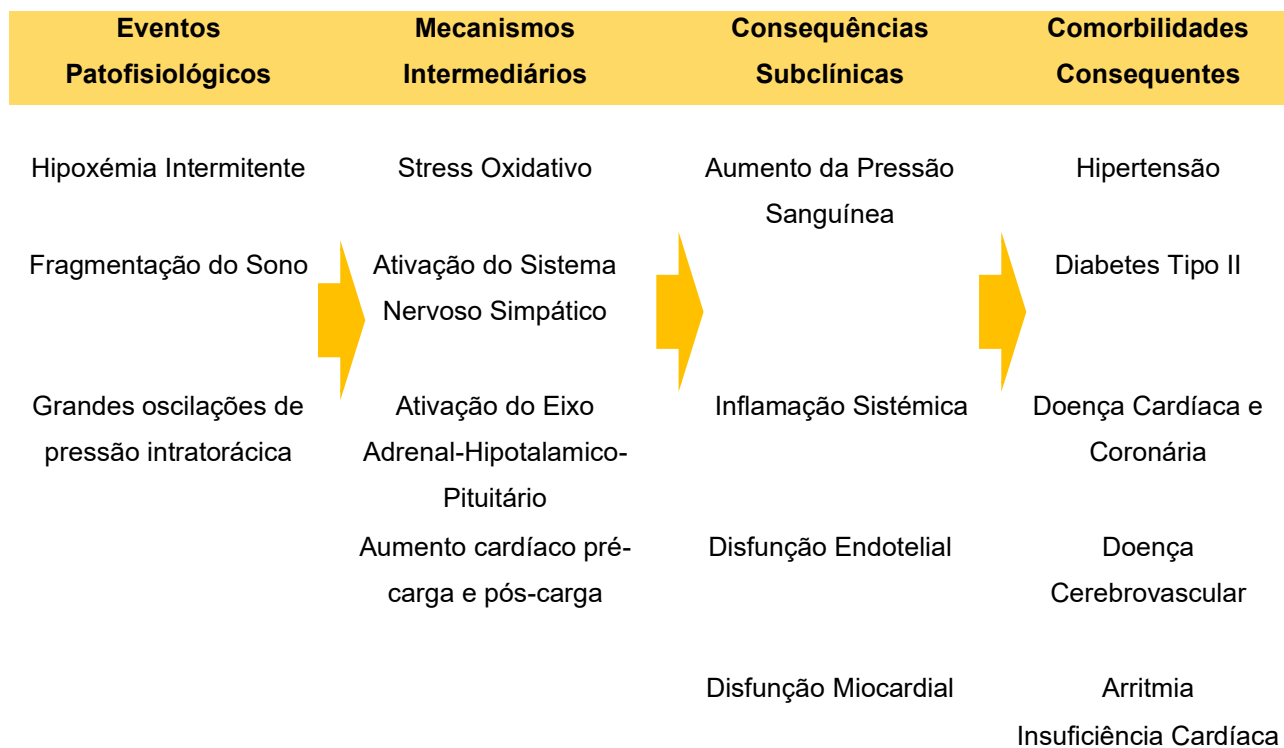 Eventos
Patofisiológicos
Mecanismos
Intermediários
Consequências
Subclínicas
Comorbilidades
Consequentes
Hipoxémia Intermitente
Stress Oxidativo
Aumento da Pressão
Sanguínea
Hipertensão
Fragmentação do Sono
Ativação do Sistema
Nervoso Simpático
Diabetes Tipo II
Grandes oscilações de
pressão intratorácica
Ativação do Eixo
Adrenal-Hipotalamico-
Pituitário
Inflamação Sistémica
Doença Cardíaca e
Coronária
Aumento cardíaco pré-
carga e pós-carga
Disfunção Endotelial
Doença
Cerebrovascular
Disfunção Miocardial
Arritmia
Insuficiência Cardíaca